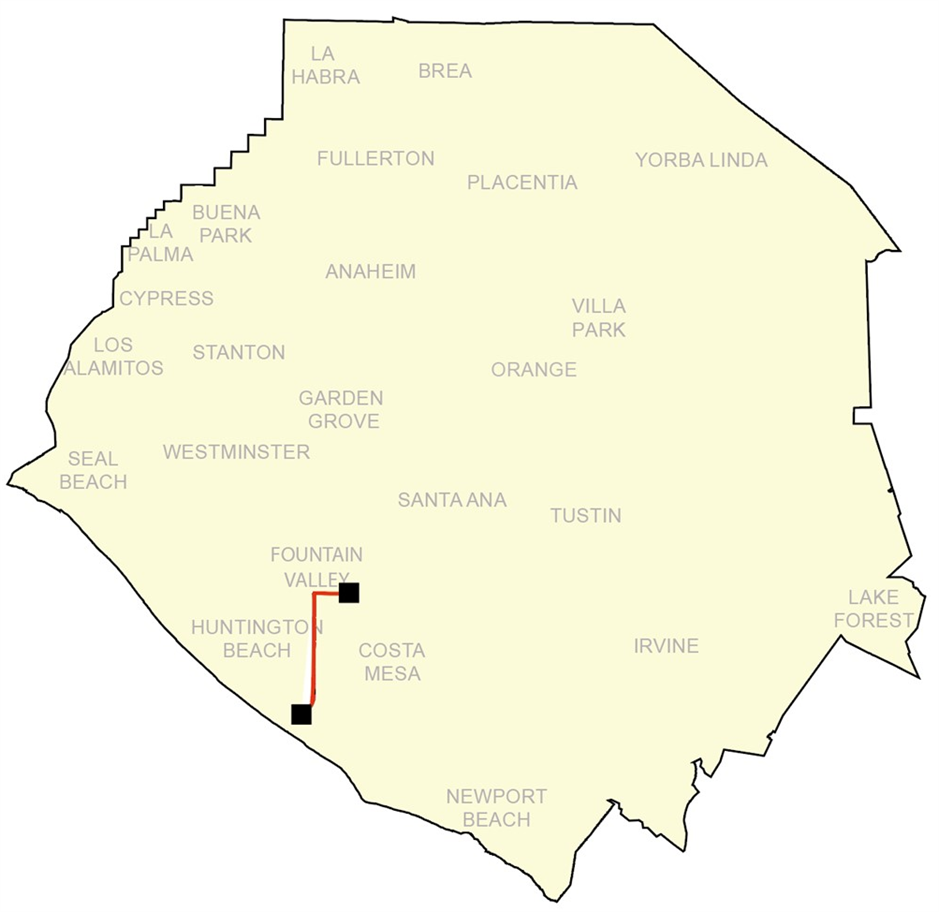 LA
HABRA
BREA
FULLERTON
PLACENTIA
YORBA LINDA
BUENA
PARK
LA
PALMA
ANAHEIM
CYPRESS
VILLA
PARK
LOS
ALAMITOS
STANTON
ORANGE
GARDEN
GROVE
WESTMINSTER
SEAL
BEACH
SANTA ANA
TUSTIN
FOUNTAIN
VALLEY
LAKE
FOREST
HUNTINGTON
BEACH
COSTA
MESA
IRVINE
NEWPORT
BEACH